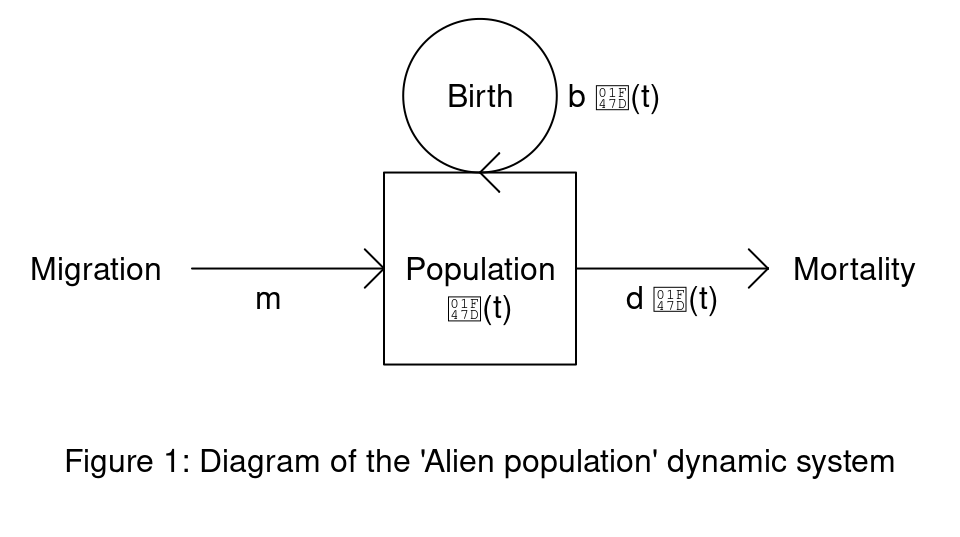 Birth
b 👽(t)
Migration
m
Population
👽(t)
d 👽(t)
Mortality
Figure 1: Diagram of the 'Alien population' dynamic system